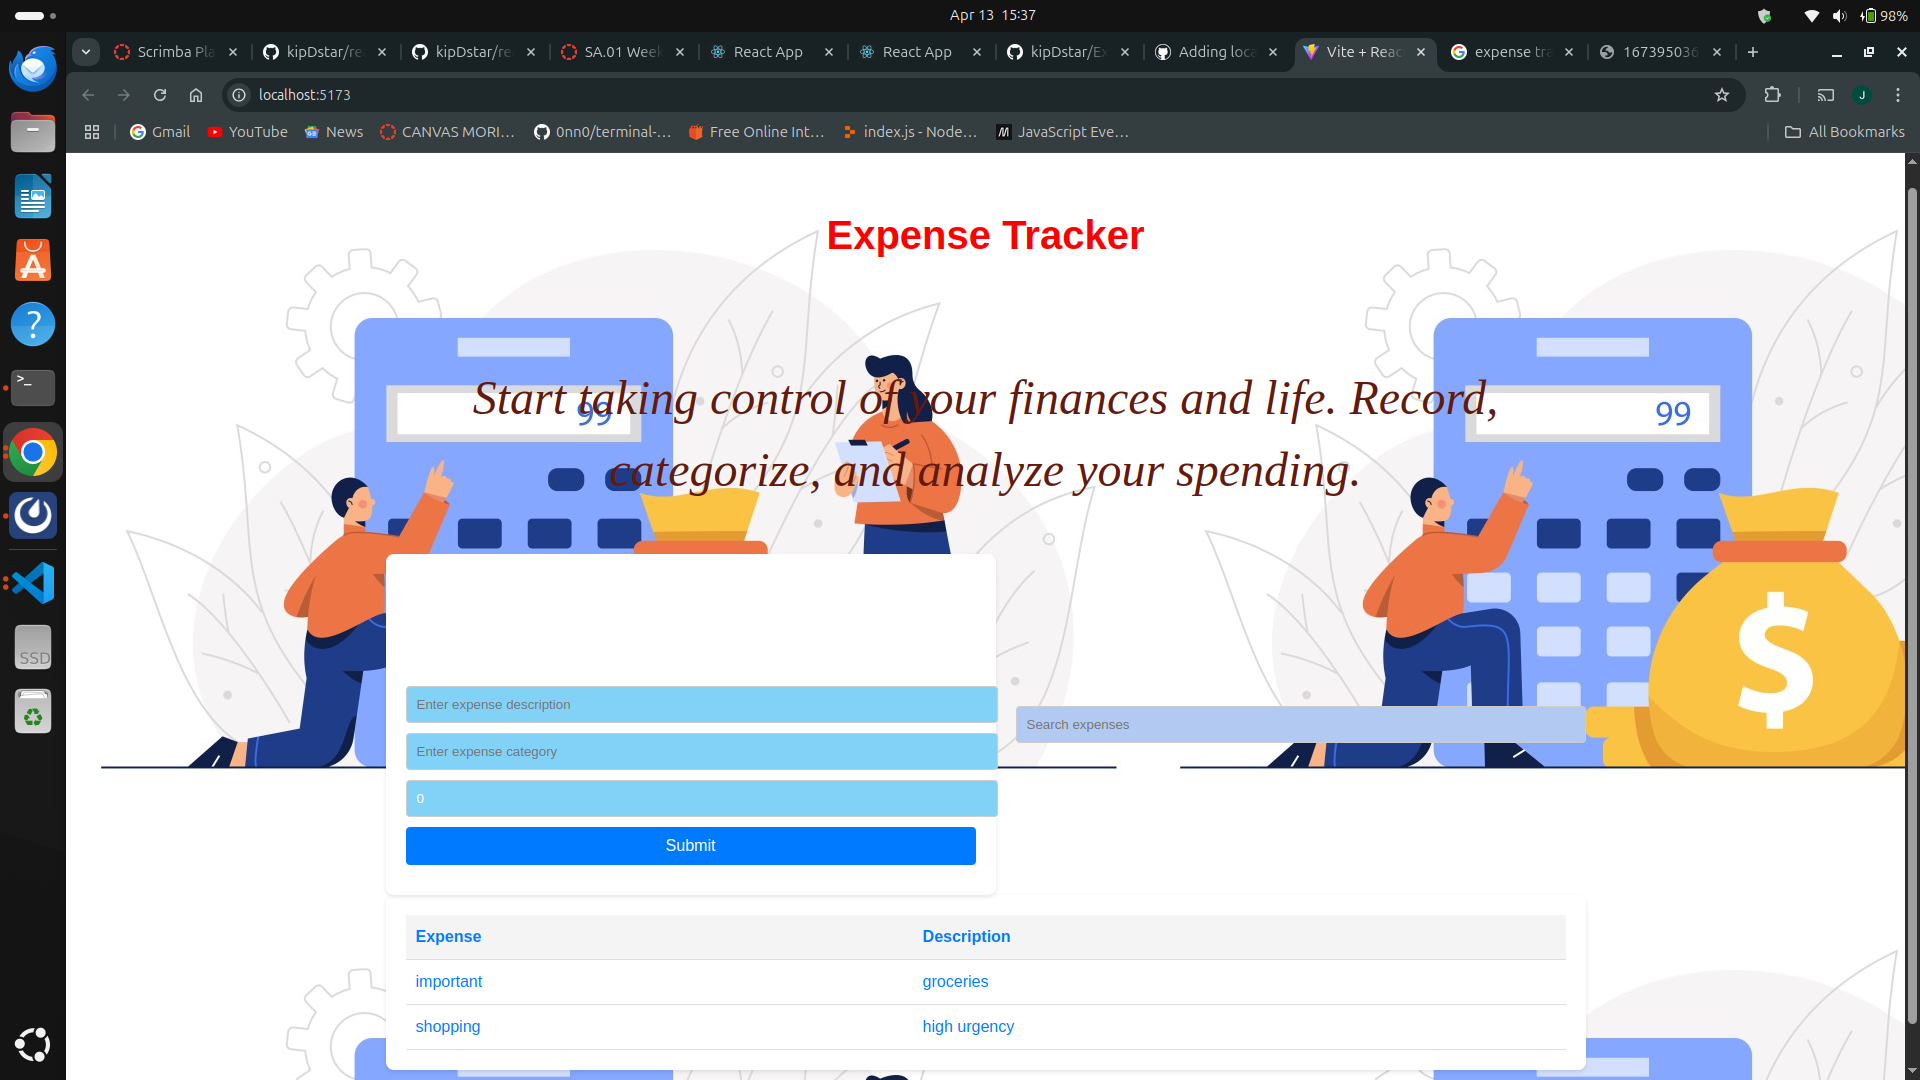 Apr 13 15:37
98%
Scrimba Pla
kipDstar/re
kipDstar/re
SA.01 Week
React App
React App
kipDstar/Ex
Adding loca
Vite + Reac
expense tra
167395036
localhost:5173
J
Gmail
YouTube
News
CANVAS MORI...
0nn0/terminal-...
Free Online Int...
index.js - Node...
JavaScript Eve...
All Bookmarks
Expense Tracker
Start taking control of your finances and life. Record,
categorize, and analyze your spending.
99
99
$
Enter expense description
Search expenses
Enter expense category
0
Submit
Expense Description
important groceries
shopping high urgency
SSD